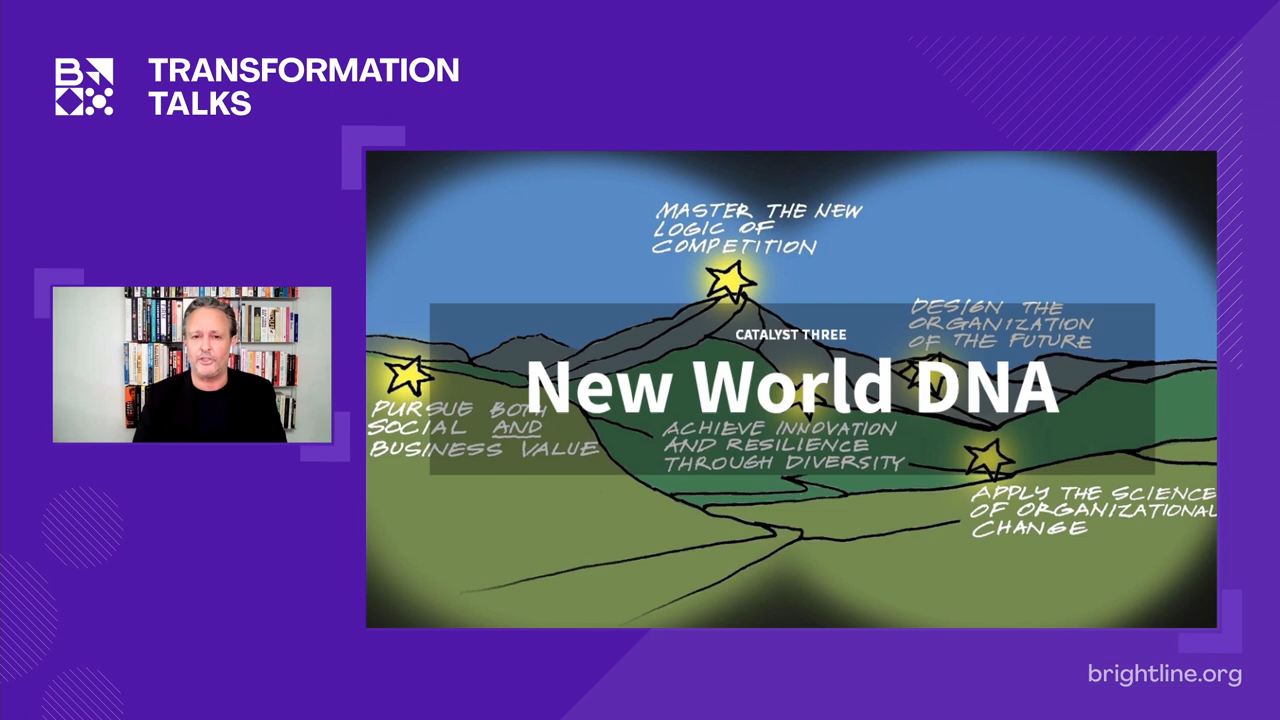 TRANSFORMATION
TALKS
MASTER THE NEW
LOGIC OF
COMPETITION
DESIGN THE
ORGANIZATION
OF THE FUTURE
CATALYST THREE
New World DNA
PURSUE BOTH
SOCIAL AND
BUSINESS VALUE
ACHIEVE INNOVATION
AND RESILIENCE
THROUGH DIVERSITY
APPLY THE SCIENCE
OF ORGANIZATIONAL
CHANGE
brightline.org